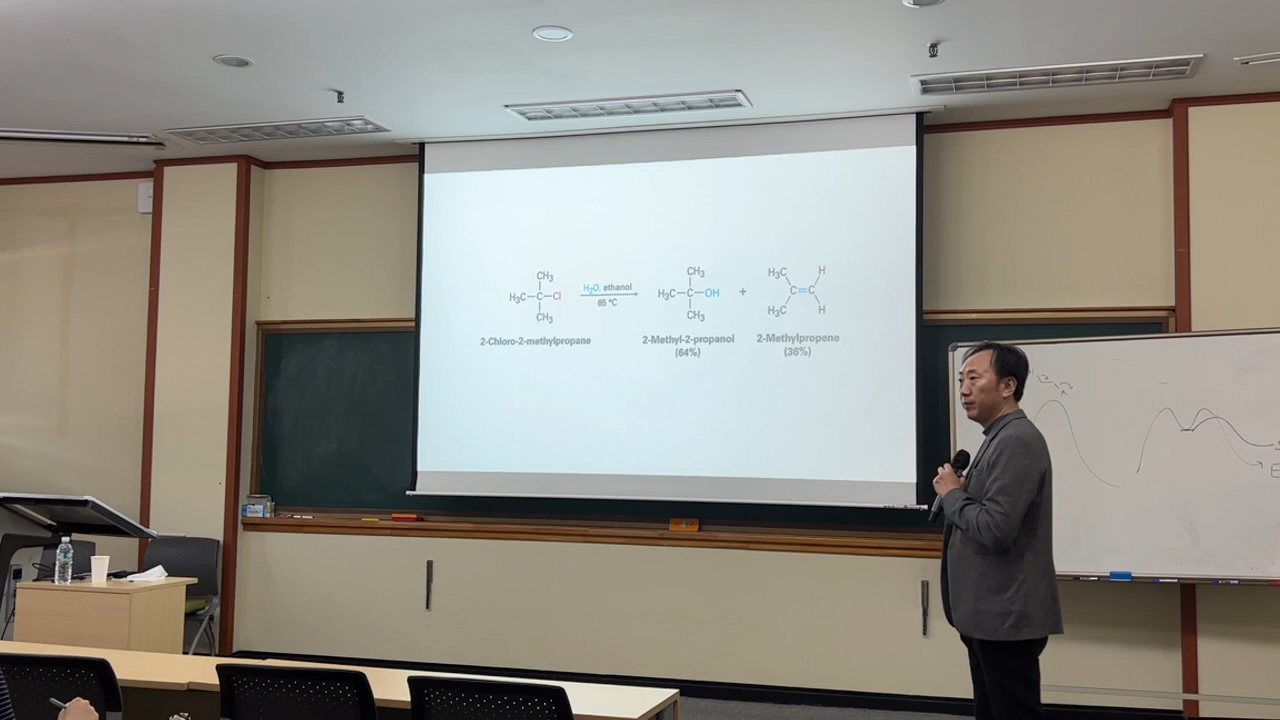 CH₃
H₃C—C—Cl
CH₃
H₂O, ethanol
65 °C
CH₃
H₃C—C—OH
CH₃
+
H₃C H
C=C
H₃C H
2-Chloro-2-methylpropane
2-Methyl-2-propanol
(64%)
2-Methylpropene
(36%)